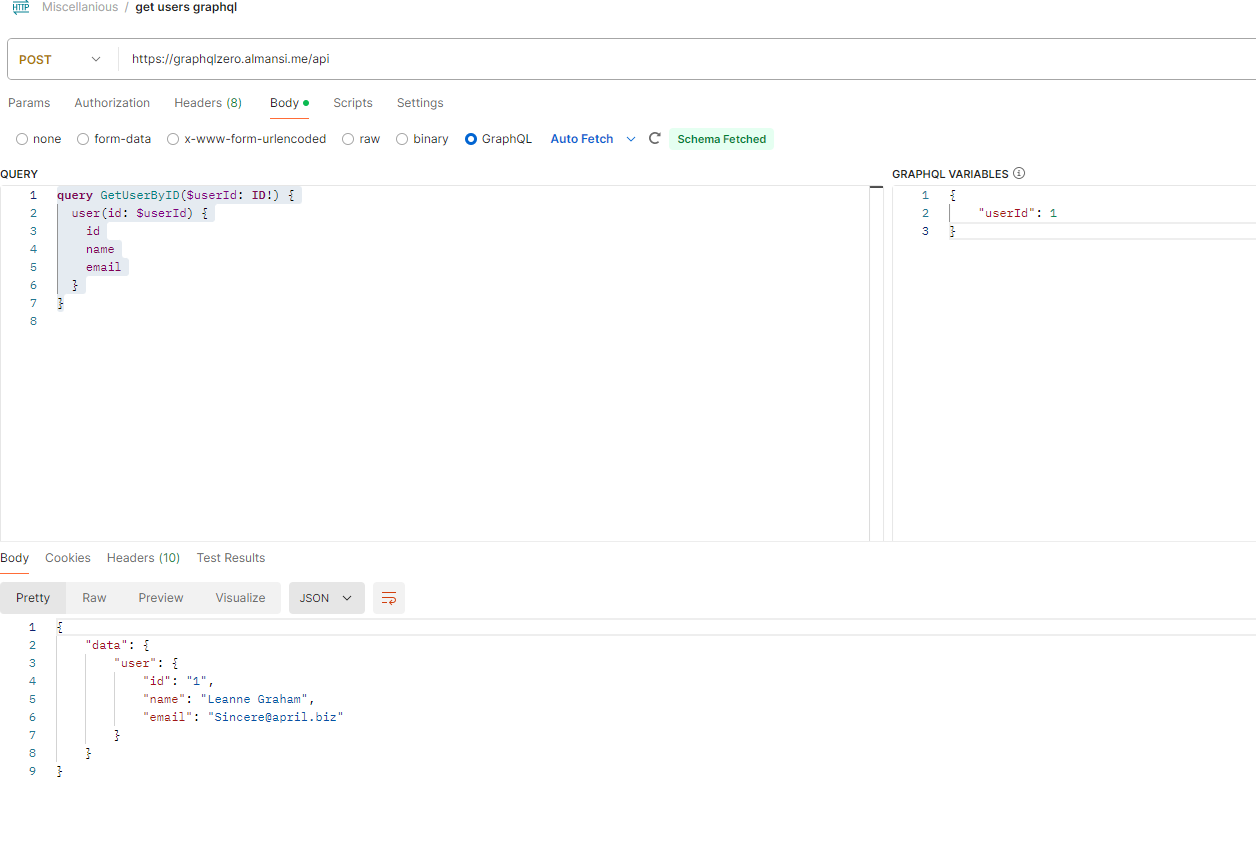 HTTP Miscellanious / get users graphql
POST https://graphqlzero.almansi.me/api
Params Authorization Headers (8) Body Scripts Settings
none form-data x-www-form-urlencoded raw binary GraphQL Auto Fetch Schema Fetched
QUERY
1 query GetUserByID($userId: ID!) {
2 user(id: $userId) {
3 id
4 name
5 email
6 }
7 }
8
GRAPHQL VARIABLES
1 {
2 "userId": 1
3 }
Body Cookies Headers (10) Test Results
Pretty Raw Preview Visualize JSON
1 {
2 "data": {
3 "user": {
4 "id": "1",
5 "name": "Leanne Graham",
6 "email": "Sincere@april.biz"
7 }
8 }
9 }